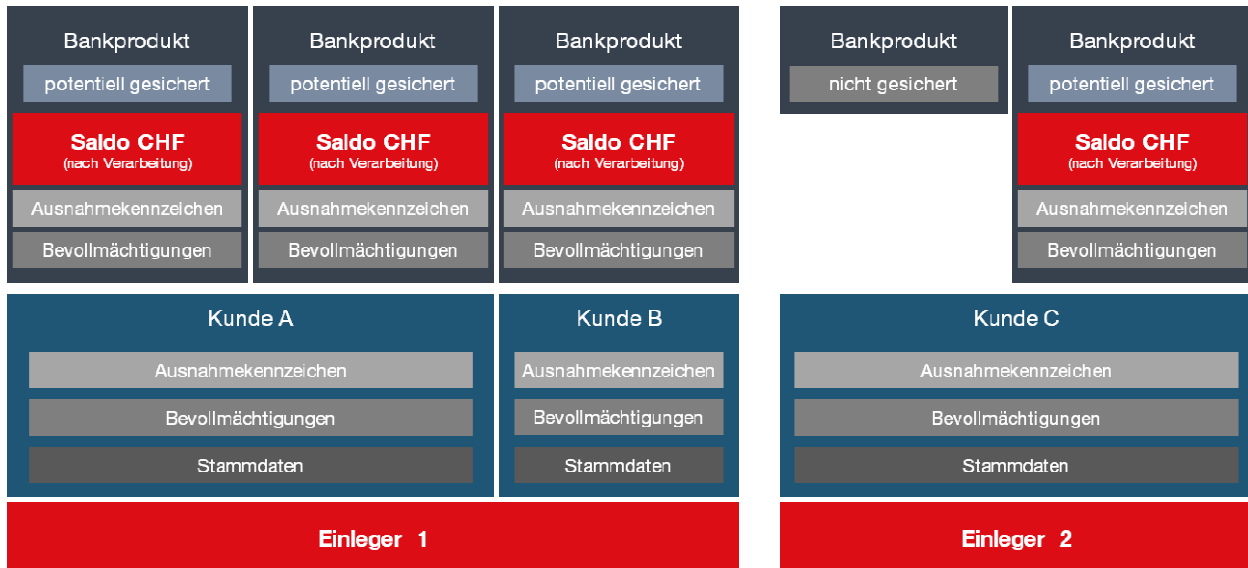 Bankprodukt
potentiell gesichert
Saldo CHF
(nach Verarbeitung)
Ausnahmekennzeichen
Bevollmächtigungen
Bankprodukt
potentiell gesichert
Saldo CHF
(nach Verarbeitung)
Ausnahmekennzeichen
Bevollmächtigungen
Bankprodukt
potentiell gesichert
Saldo CHF
(nach Verarbeitung)
Ausnahmekennzeichen
Bevollmächtigungen
Bankprodukt
nicht gesichert
Bankprodukt
potentiell gesichert
Saldo CHF
(nach Verarbeitung)
Ausnahmekennzeichen
Bevollmächtigungen
Kunde A
Ausnahmekennzeichen
Bevollmächtigungen
Stammdaten
Kunde B
Ausnahmekennzeichen
Bevollmächtigungen
Stammdaten
Kunde C
Ausnahmekennzeichen
Bevollmächtigungen
Stammdaten
Einleger 1
Einleger 2